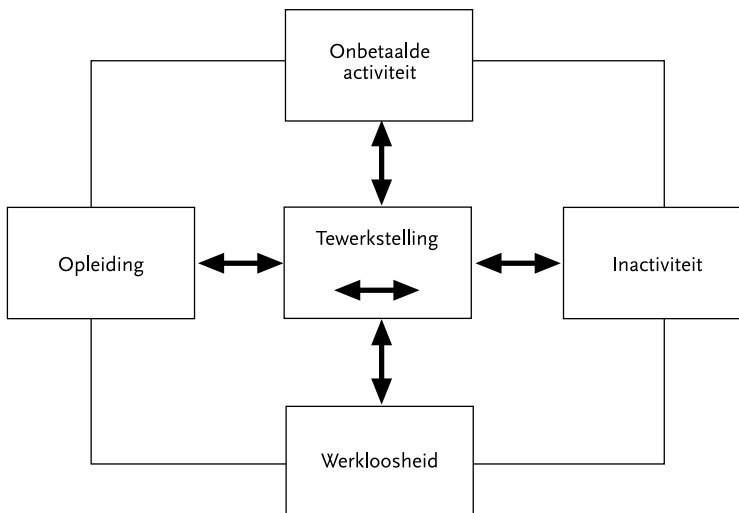 Onbetaalde
activiteit
Opleiding
Tewerkstelling
Inactiviteit
Werkloosheid